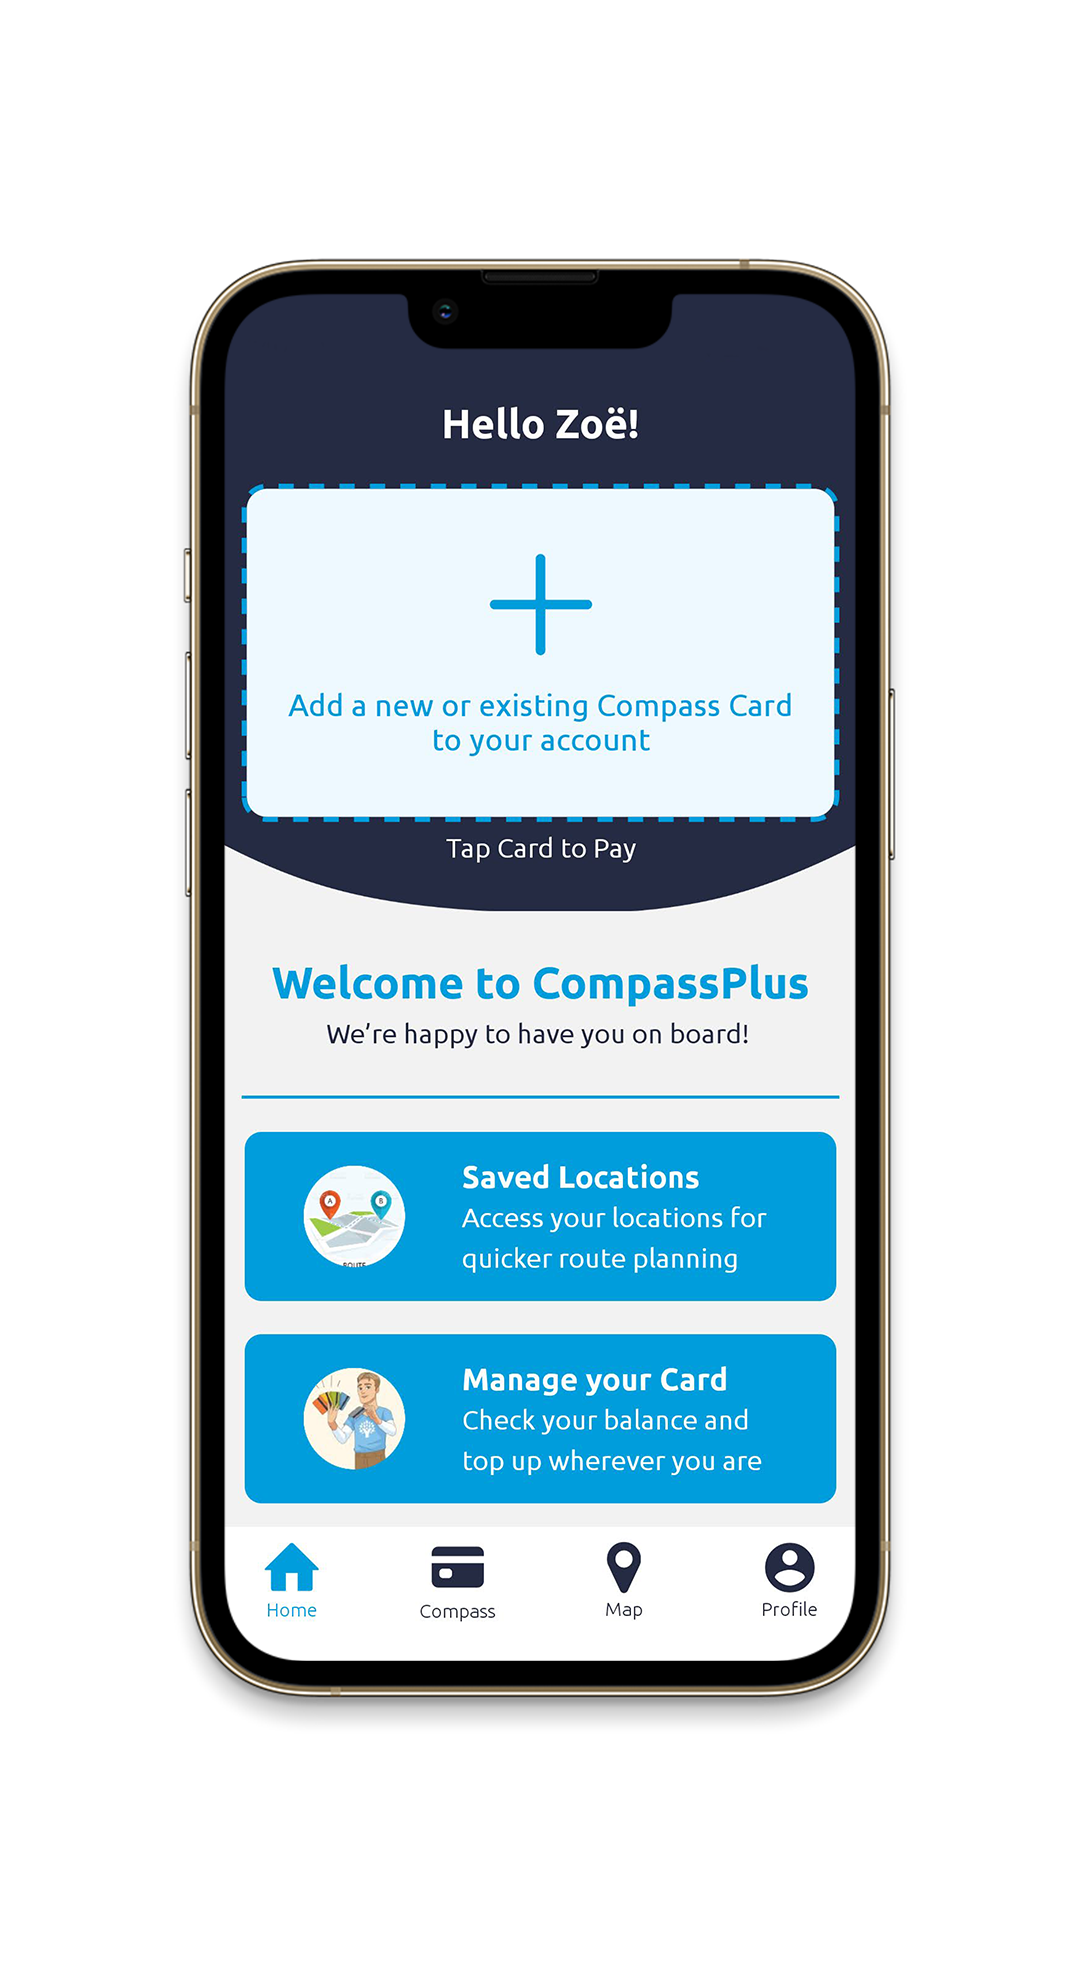 Hello Zoë!
Add a new or existing Compass Card
to your account
Tap Card to Pay
Welcome to CompassPlus
We’re happy to have you on board!
A
B
ROUTE
Saved Locations
Access your locations for
quicker route planning
Manage your Card
Check your balance and
top up wherever you are
Home
Compass
Map
Profile